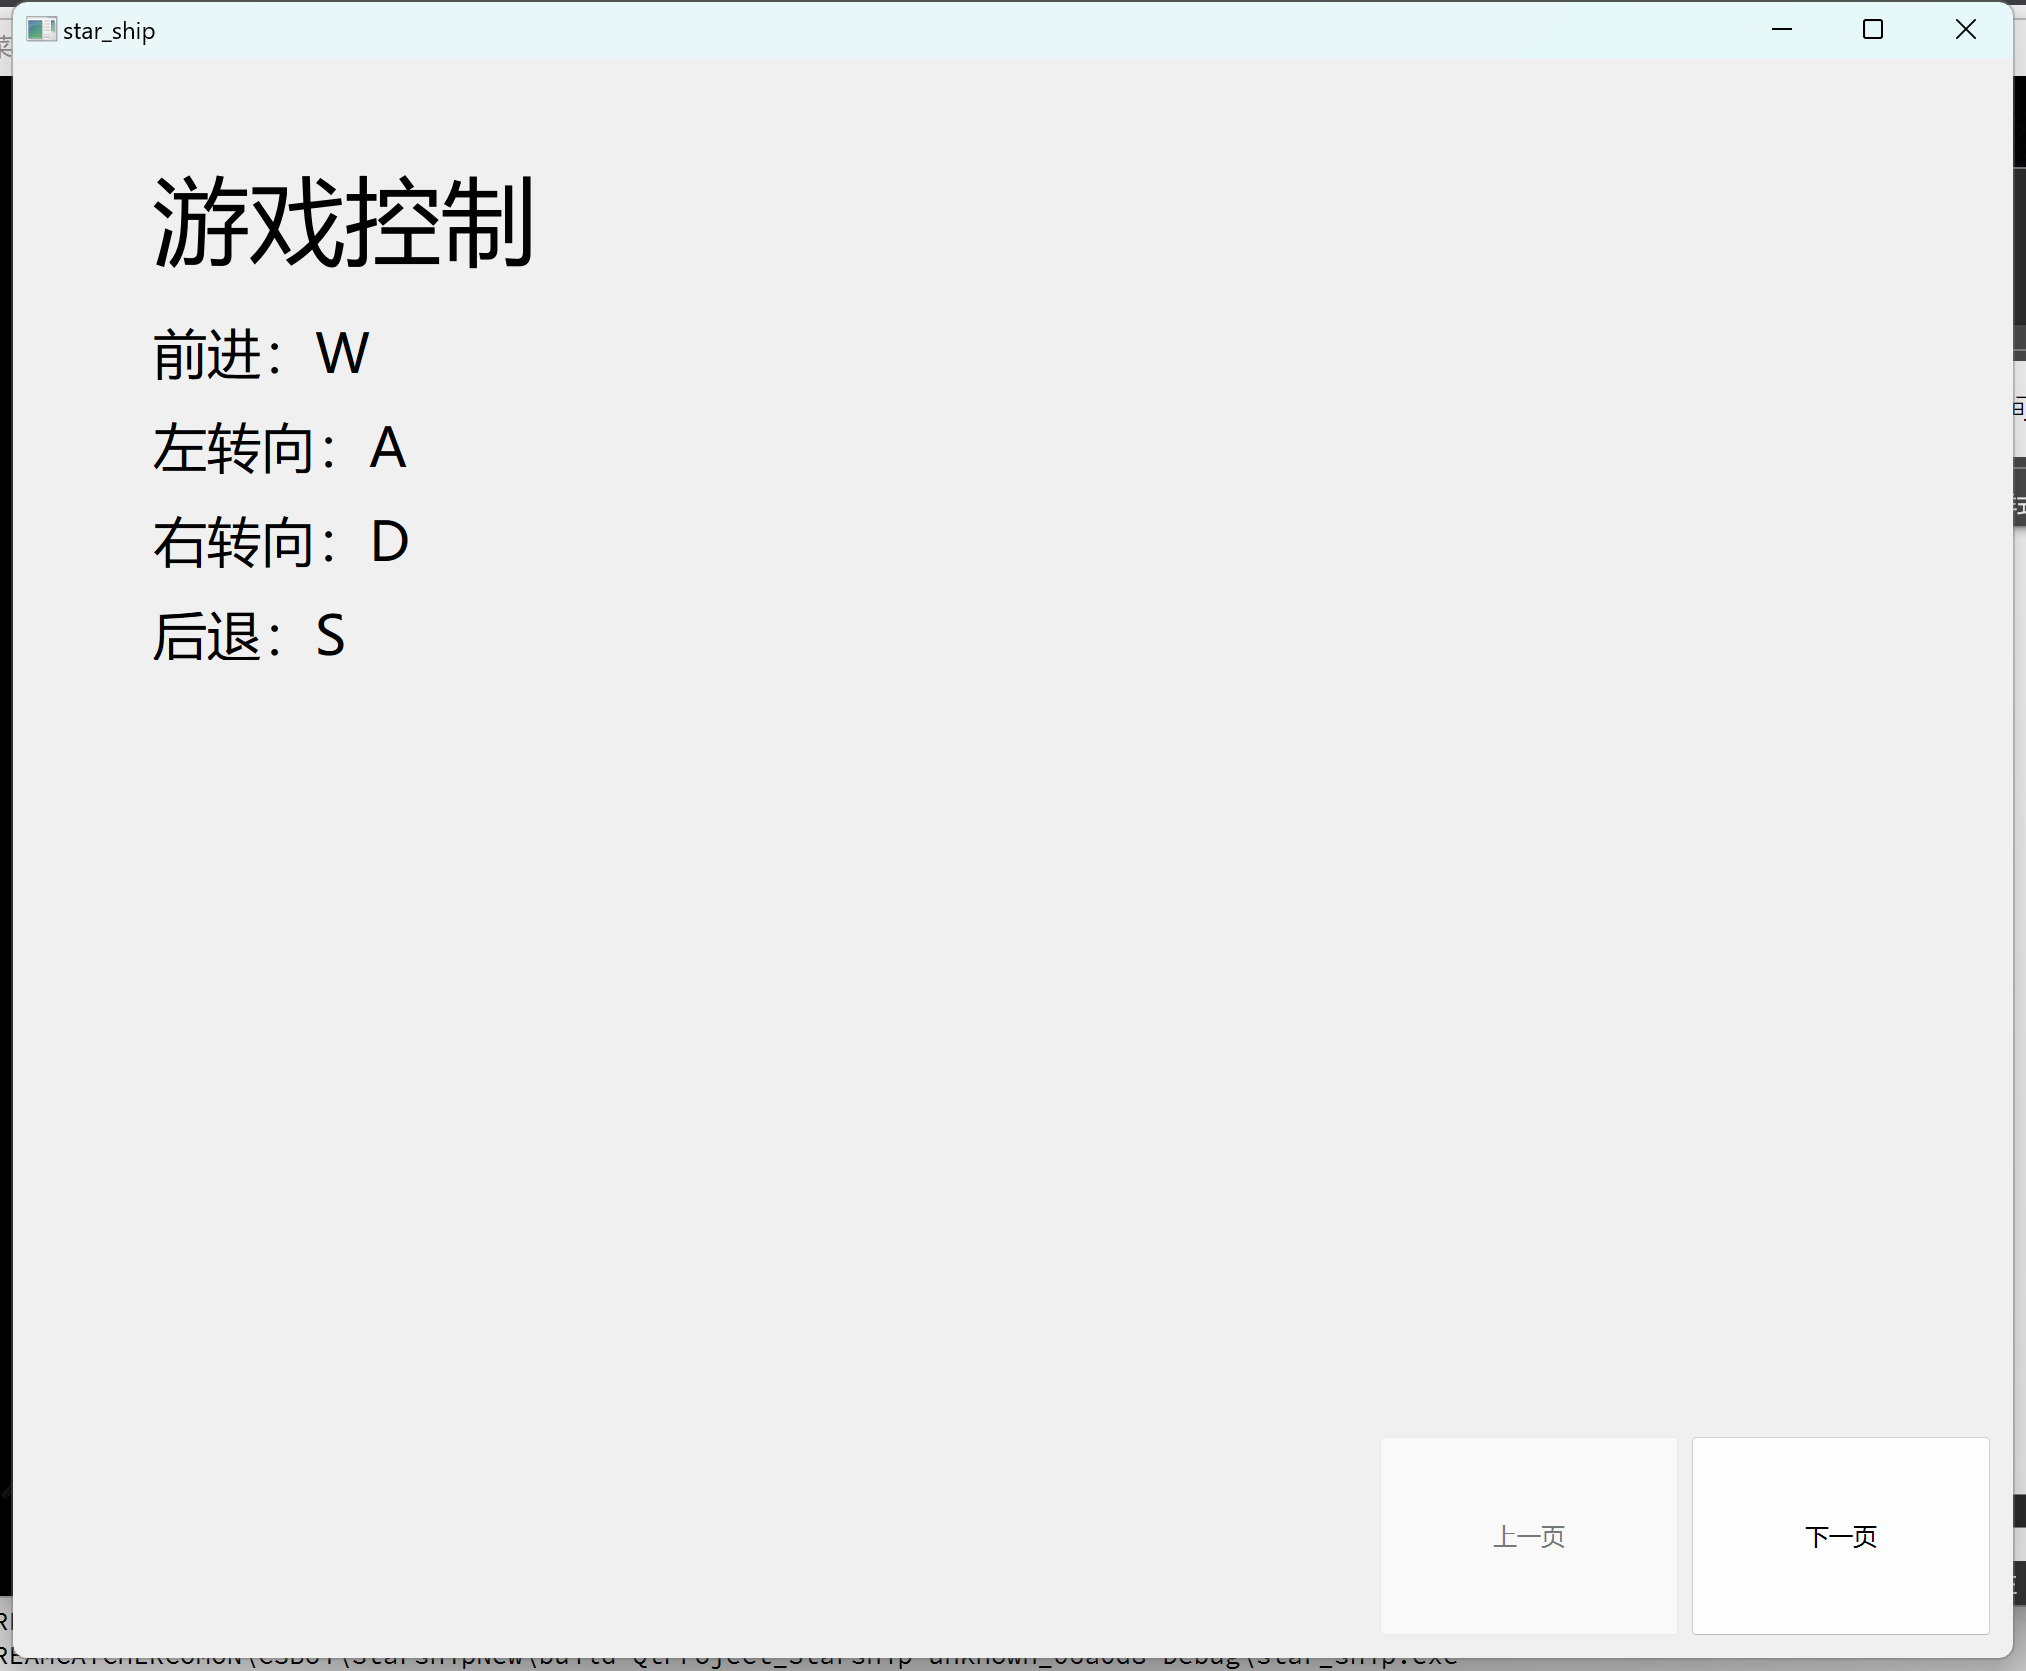 star_ship
游戏控制
前进：W
左转向：A
右转向：D
后退：S
上一页
下一页